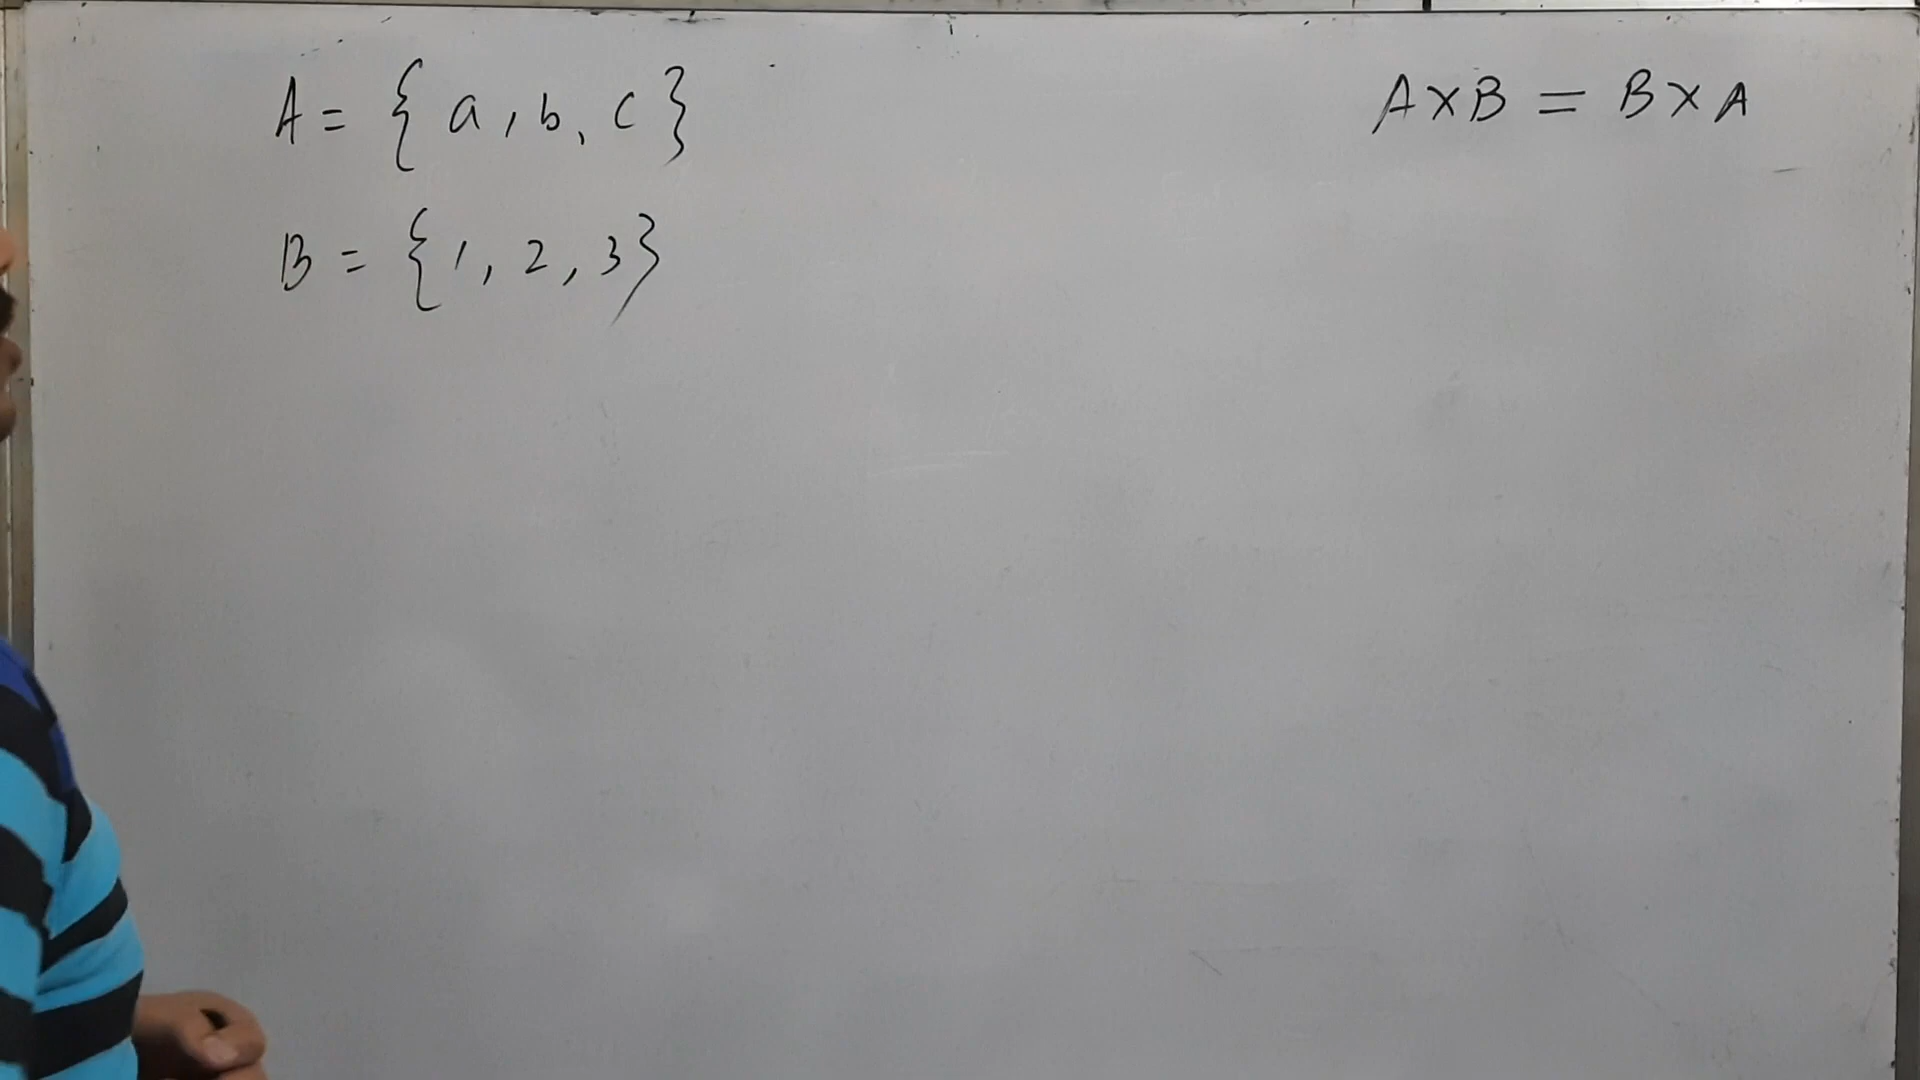 A = { a, b, c }
A×B = B×A
B = { 1, 2, 3 }